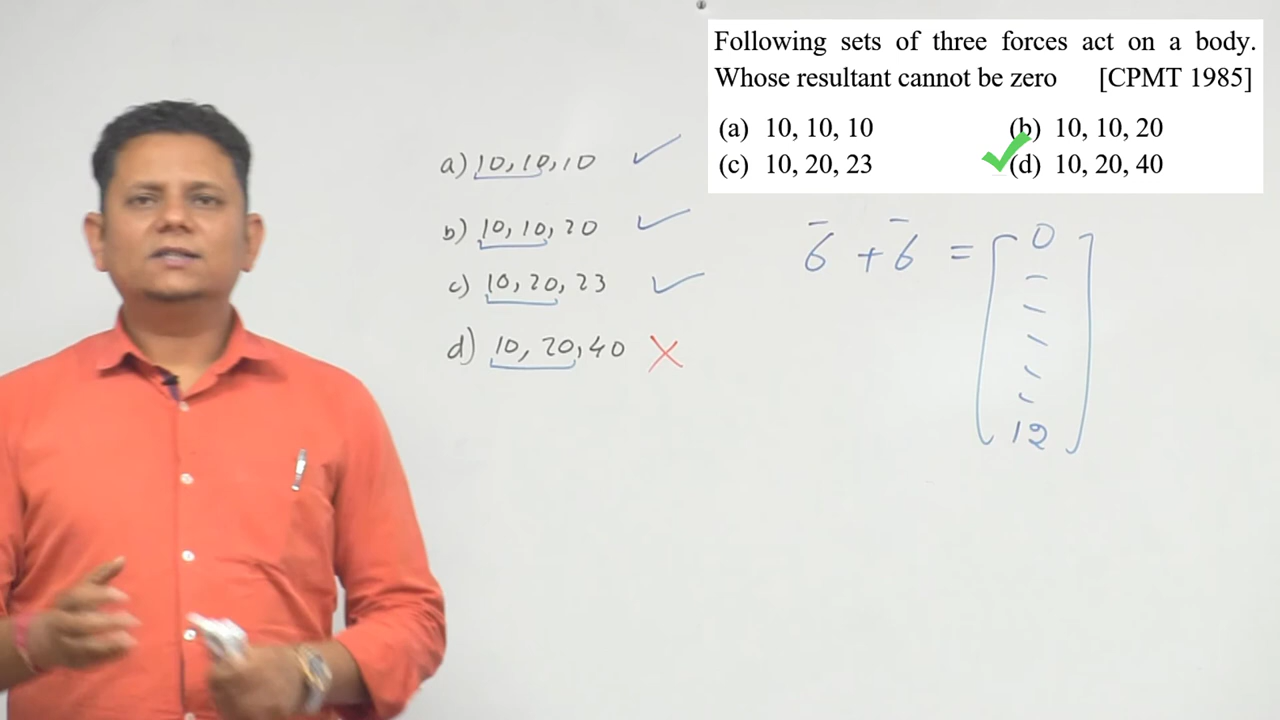 Following sets of three forces act on a body.
Whose resultant cannot be zero [CPMT 1985]
(a) 10, 10, 10 (b) 10, 10, 20
(c) 10, 20, 23 (d) 10, 20, 40
a) 10, 10, 10
b) 10, 10, 20
c) 10, 20, 23
d) 10, 20, 40
6 + 6 = [ 0
12 ]